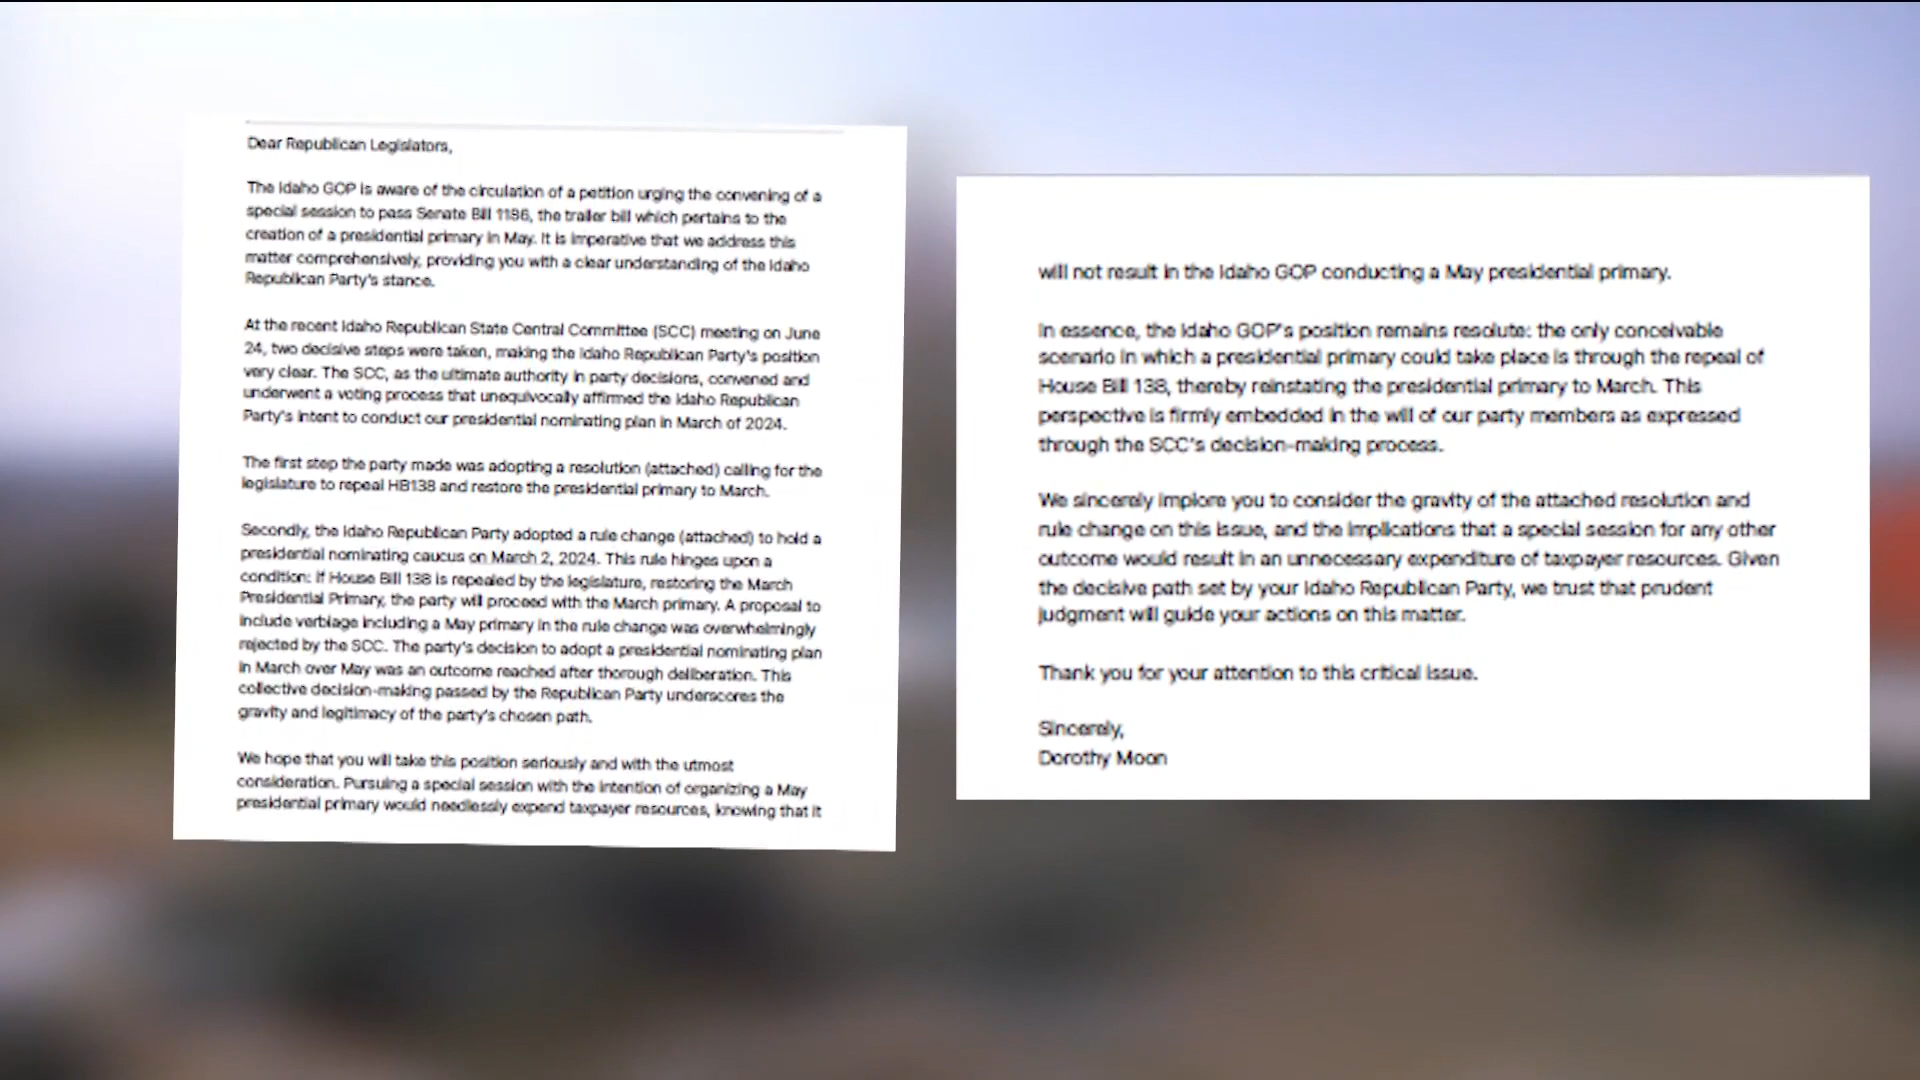 Dear Republican Legislators,
The Idaho GOP is aware of the circulation of a petition urging the convening of a
special session to pass Senate Bill 1186, the trailer bill which pertains to the
creation of a presidential primary in May. It is imperative that we address this
matter comprehensively, providing you with a clear understanding of the Idaho
Republican Party's stance.
At the recent Idaho Republican State Central Committee (SCC) meeting on June
24, two decisive steps were taken, making the Idaho Republican Party's position
very clear. The SCC, as the ultimate authority in party decisions, convened and
underwent a voting process that unequivocally affirmed the Idaho Republican
Party's intent to conduct our presidential nominating plan in March of 2024.
The first step the party made was adopting a resolution (attached) calling for the
legislature to repeal HB138 and restore the presidential primary to March.
Secondly, the Idaho Republican Party adopted a rule change (attached) to hold a
presidential nominating caucus on March 2, 2024. This rule hinges upon a
condition: if House Bill 138 is repealed by the legislature, restoring the March
Presidential Primary, the party will proceed with the March primary. A proposal to
include verbiage including a May primary in the rule change was overwhelmingly
rejected by the SCC. The party's decision to adopt a presidential nominating plan
in March over May was an outcome reached after thorough deliberation. This
collective decision-making passed by the Republican Party underscores the
gravity and legitimacy of the party's chosen path.
We hope that you will take this position seriously and with the utmost
consideration. Pursuing a special session with the intention of organizing a May
presidential primary would needlessly expend taxpayer resources, knowing that it
will not result in the Idaho GOP conducting a May presidential primary.
In essence, the Idaho GOP's position remains resolute: the only conceivable
scenario in which a presidential primary could take place is through the repeal of
House Bill 138, thereby reinstating the presidential primary to March. This
perspective is firmly embedded in the will of our party members as expressed
through the SCC's decision-making process.
We sincerely implore you to consider the gravity of the attached resolution and
rule change on this issue, and the implications that a special session for any other
outcome would result in an unnecessary expenditure of taxpayer resources. Given
the decisive path set by your Idaho Republican Party, we trust that prudent
judgment will guide your actions on this matter.
Thank you for your attention to this critical issue.
Sincerely,
Dorothy Moon